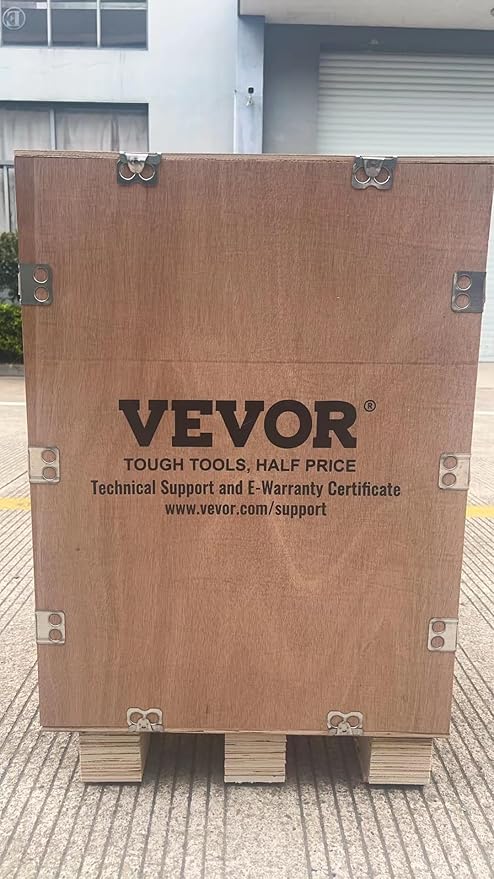 VEVOR®
TOUGH TOOLS, HALF PRICE
Technical Support and E-Warranty Certificate
www.vevor.com/support